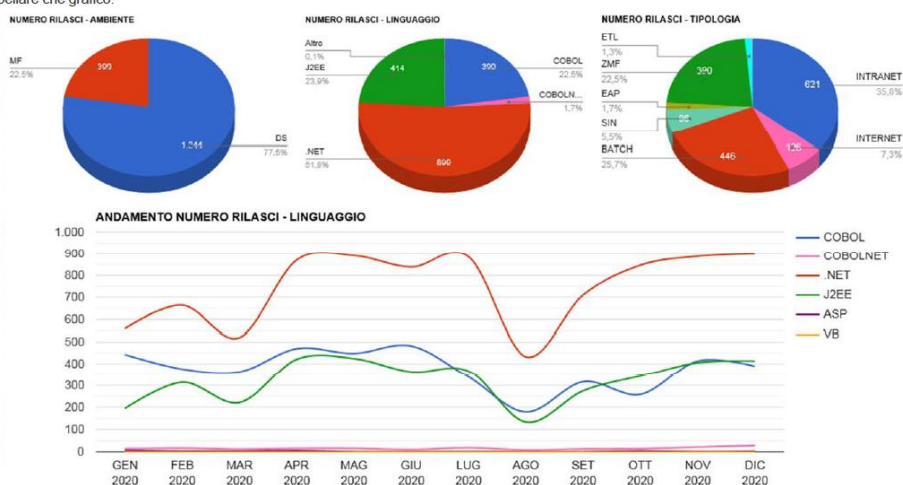 che grafico.
NUMERO RILASCI - AMBIENTE
MF
22,5%
390
1.344
DS
77,5%
NUMERO RILASCI - LINGUAGGIO
Altro
0,1%
J2EE
23,9%
414
390
COBOL
22,5%
COBOLN...
1,7%
.NET
51,8%
899
NUMERO RILASCI - TIPOLOGIA
ETL
1,3%
ZMF
22,5%
EAP
1,7%
SIN
5,5%
BATCH
25,7%
390
621
INTRANET
35,8%
INTERNET
7,3%
126
446
ANDAMENTO NUMERO RILASCI - LINGUAGGIO
1.000
900
800
700
600
500
400
300
200
100
0
GEN 2020
FEB 2020
MAR 2020
APR 2020
MAG 2020
GIU 2020
LUG 2020
AGO 2020
SET 2020
OTT 2020
NOV 2020
DIC 2020
COBOL
COBOLNET
.NET
J2EE
ASP
VB